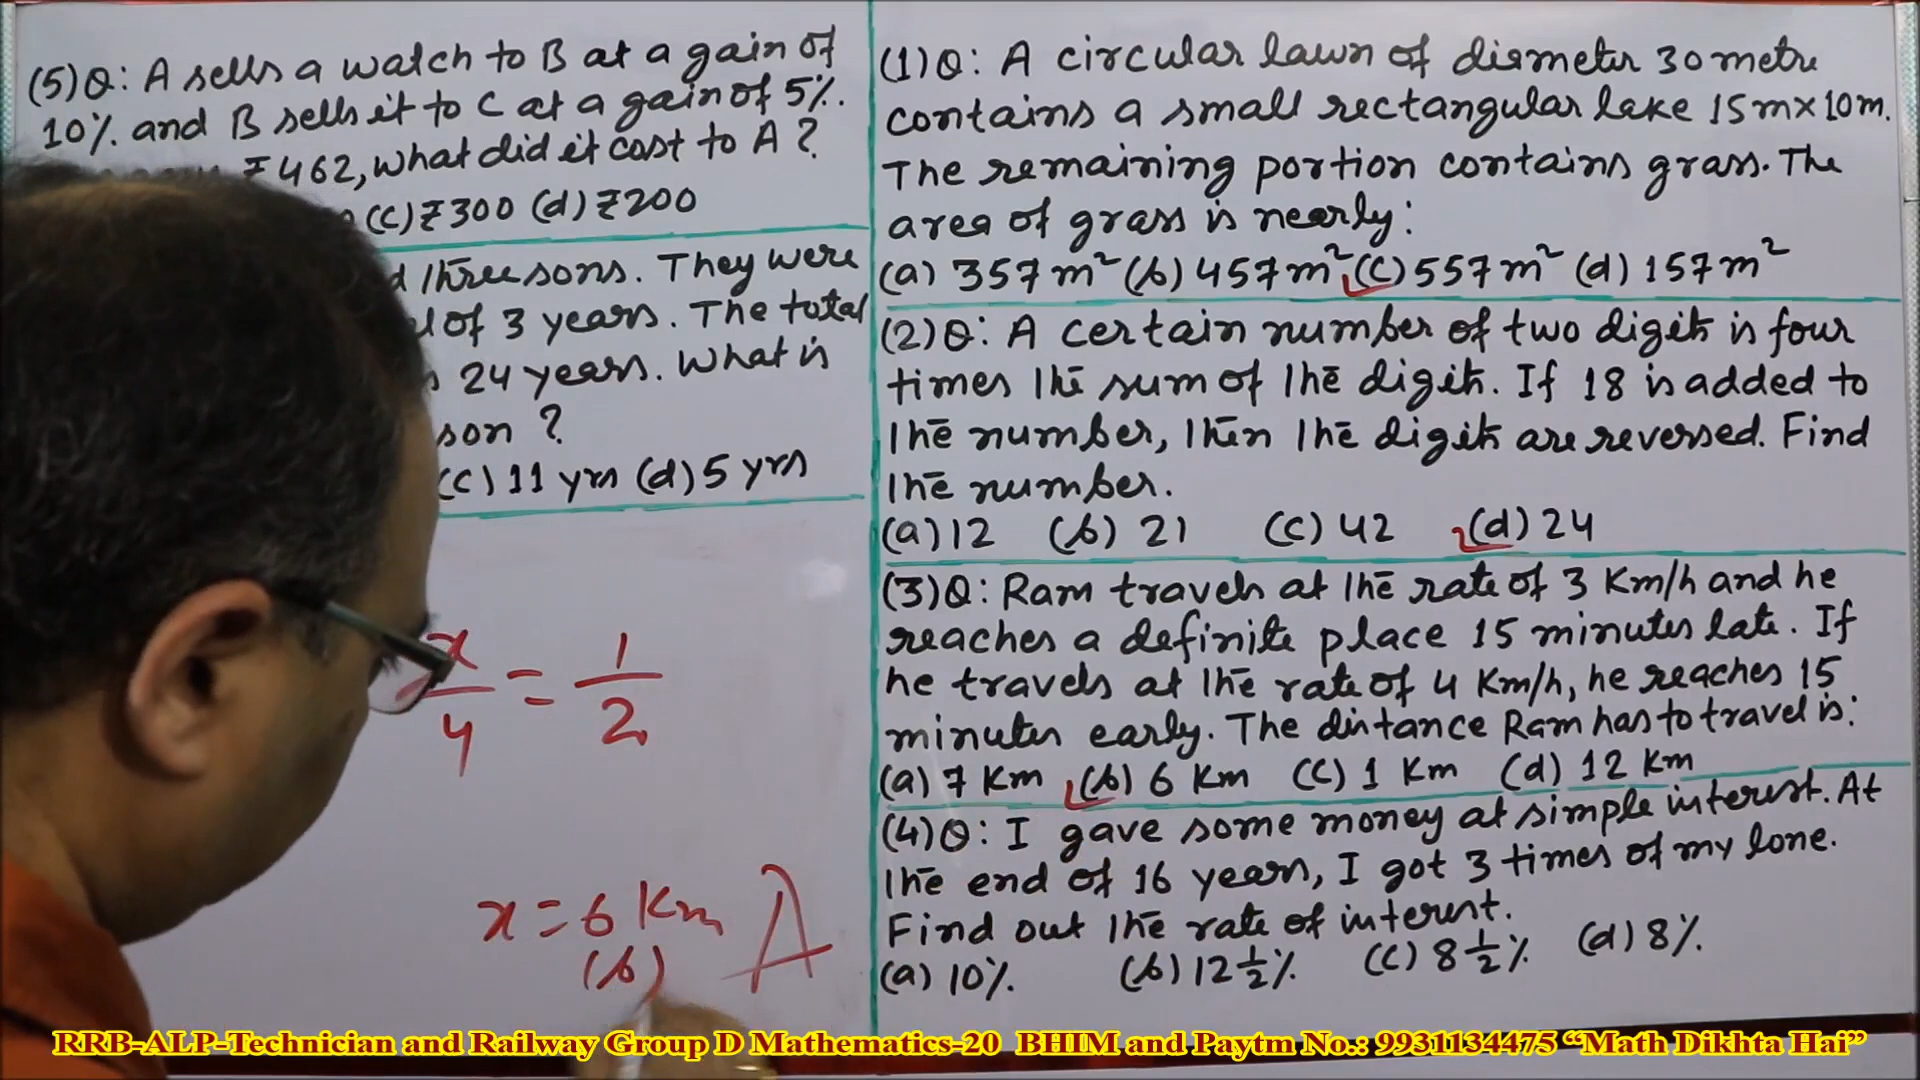 (5)Q: A sells a watch to B at a gain of
10% and B sells it to C at a gain of 5%.
₹462, what did it cost to A ?
(c) ₹300 (d) ₹200
three sons. They were
of 3 years. The total
24 years. What is
son ?
(c) 11 yrs (d) 5 yrs
x/4 = 1/2
x = 6 Km
(b)
(1)Q: A circular lawn of diameter 30 metre
contains a small rectangular lake 15m×10m.
The remaining portion contains grass. The
area of grass is nearly:
(a) 357 m² (b) 457 m² (c) 557 m² (d) 157 m²
(2)Q: A certain number of two digits is four
times the sum of the digits. If 18 is added to
the number, then the digits are reversed. Find
the number.
(a) 12 (b) 21 (c) 42 (d) 24
(3)Q: Ram travels at the rate of 3 Km/h and he
reaches a definite place 15 minutes late. If
he travels at the rate of 4 Km/h, he reaches 15
minutes early. The distance Ram has to travel is:
(a) 7 Km (b) 6 Km (c) 1 Km (d) 12 Km
(4)Q: I gave some money at simple interest. At
the end of 16 years, I got 3 times of my lone.
Find out the rate of interest.
(a) 10% (b) 12 1/2 % (c) 8 1/2 % (d) 8%
RRB-ALP-Technician and Railway Group D Mathematics-20 BHIM and Paytm No.: 9931134475 “Math Dikhta Hai”